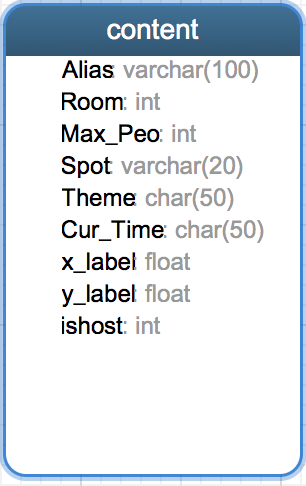 content
Alias: varchar(100)
Room: int
Max_Peo: int
Spot: varchar(20)
Theme: char(50)
Cur_Time: char(50)
x_label: float
y_label: float
ishost: int